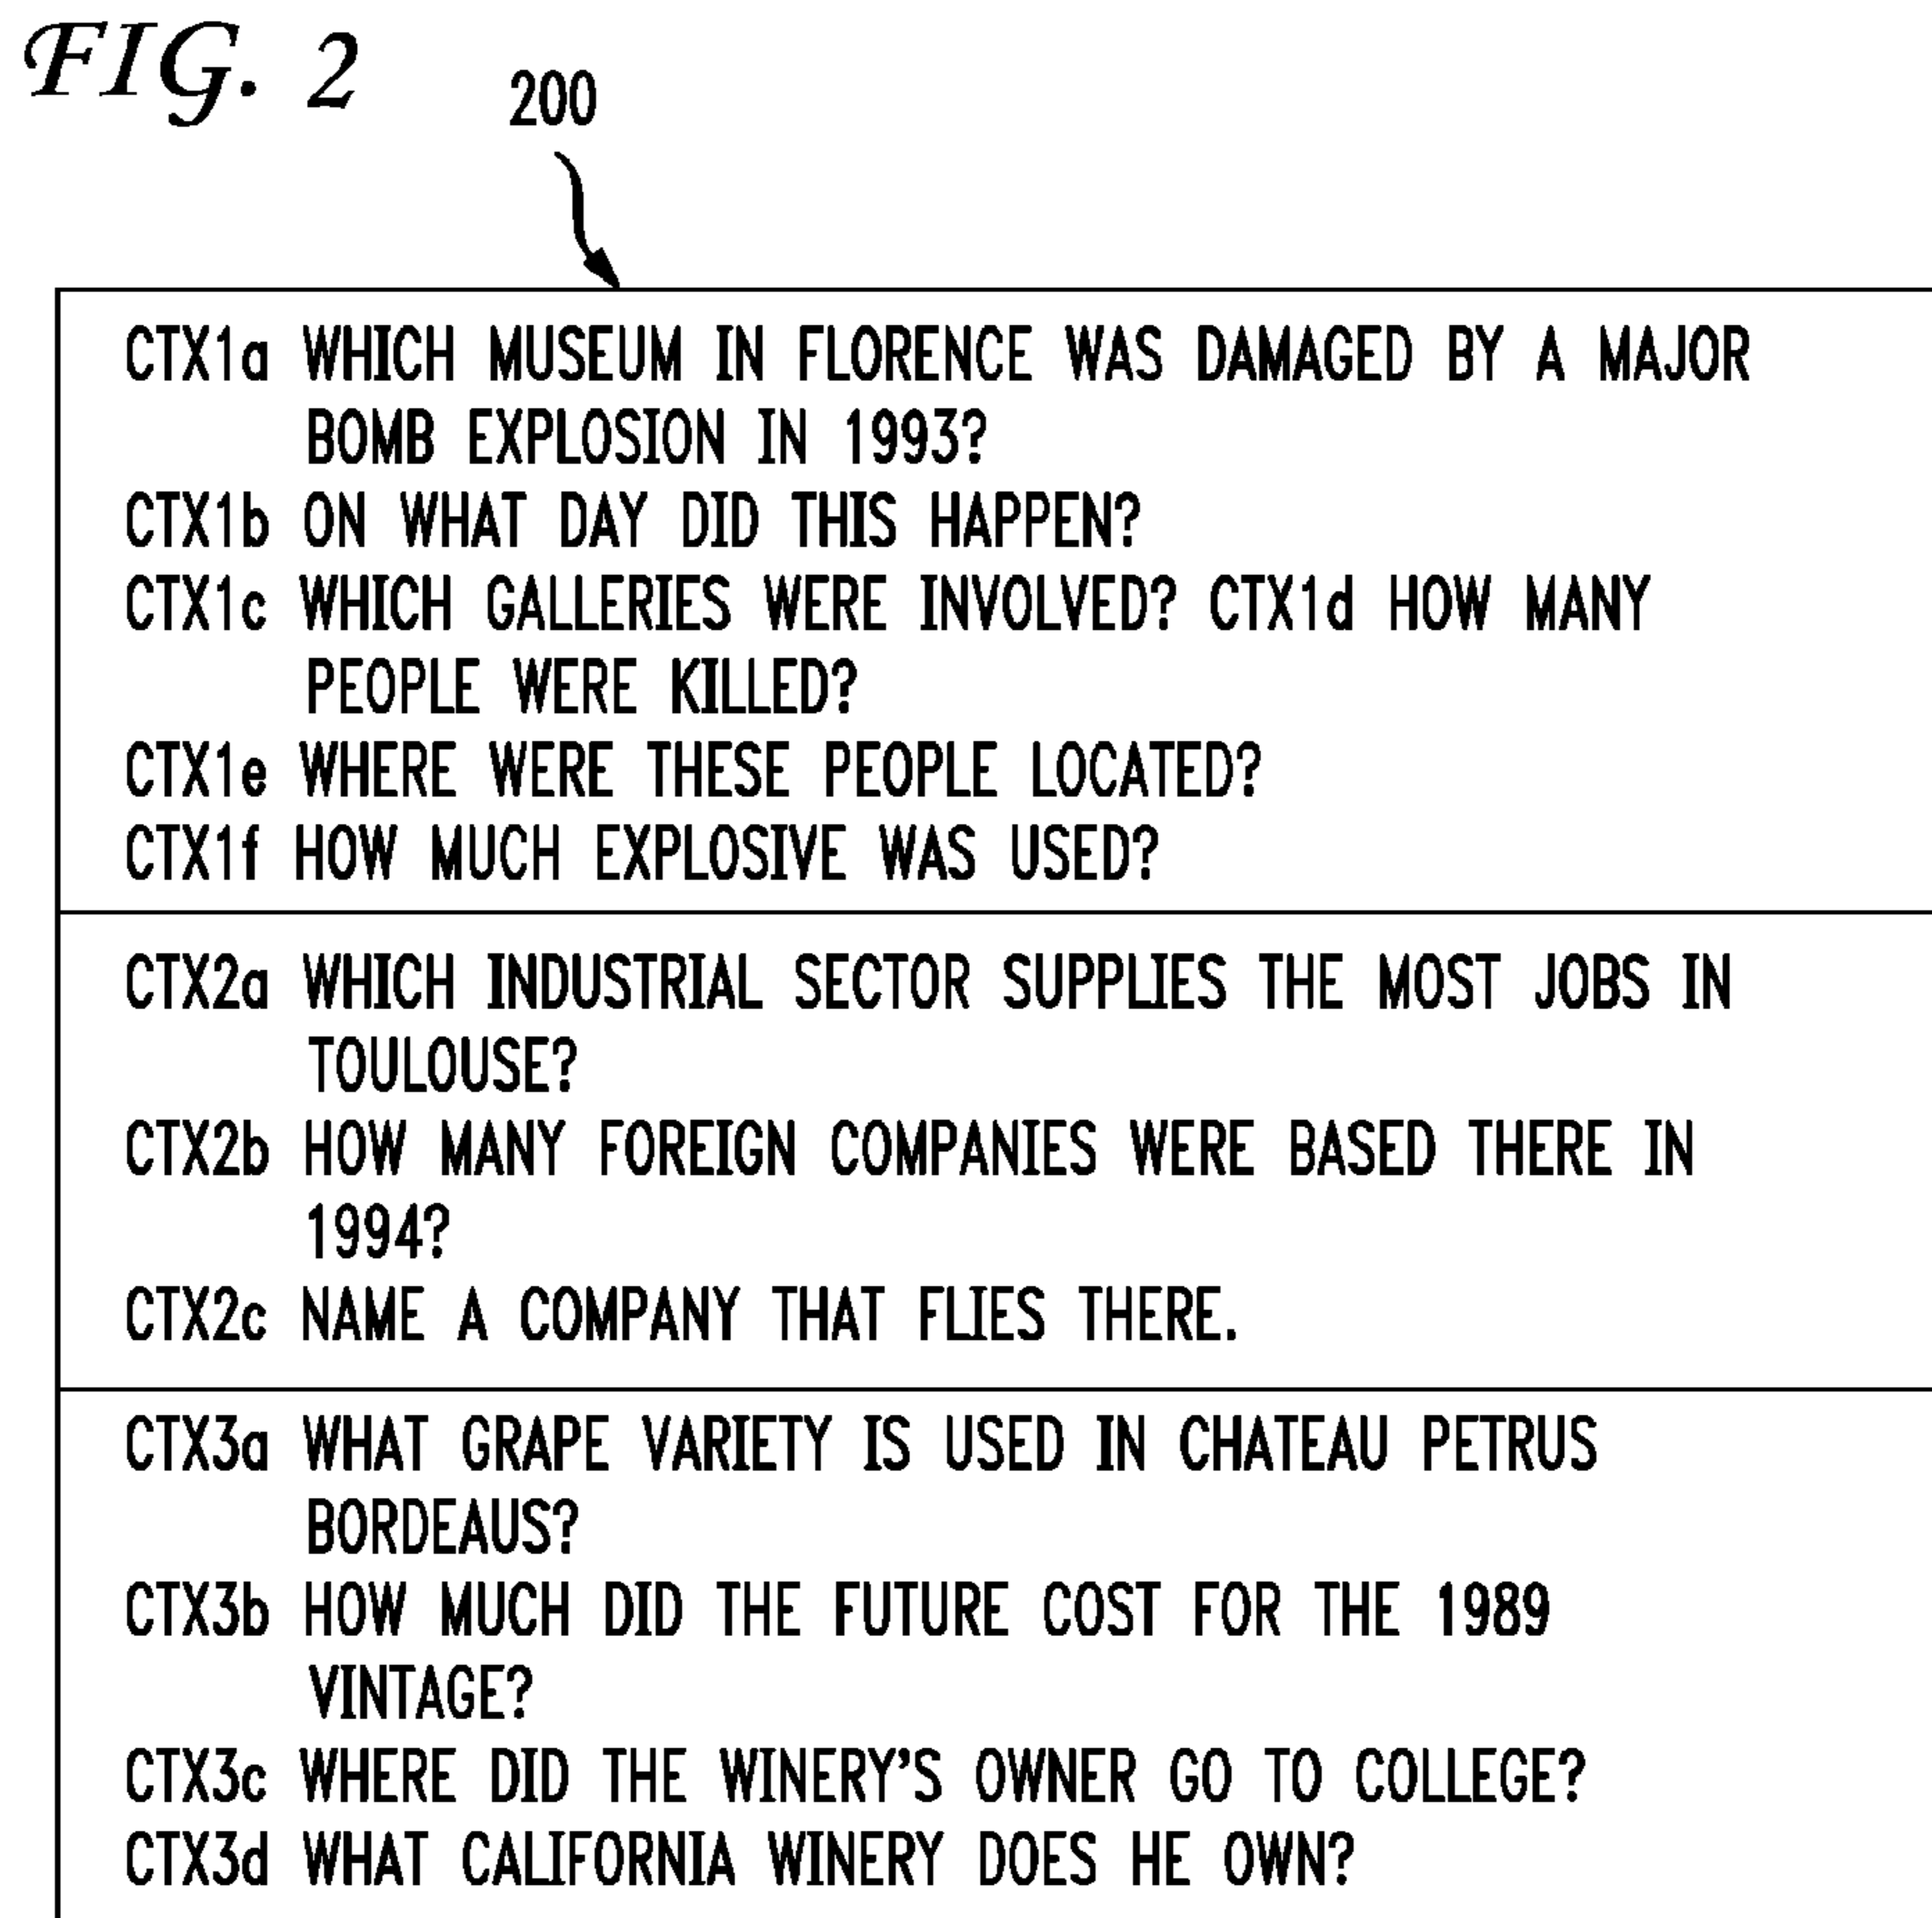 FIG. 2
200
CTX1a WHICH MUSEUM IN FLORENCE WAS DAMAGED BY A MAJOR
BOMB EXPLOSION IN 1993?
CTX1b ON WHAT DAY DID THIS HAPPEN?
CTX1c WHICH GALLERIES WERE INVOLVED? CTX1d HOW MANY
PEOPLE WERE KILLED?
CTX1e WHERE WERE THESE PEOPLE LOCATED?
CTX1f HOW MUCH EXPLOSIVE WAS USED?
CTX2a WHICH INDUSTRIAL SECTOR SUPPLIES THE MOST JOBS IN
TOULOUSE?
CTX2b HOW MANY FOREIGN COMPANIES WERE BASED THERE IN
1994?
CTX2c NAME A COMPANY THAT FLIES THERE.
CTX3a WHAT GRAPE VARIETY IS USED IN CHATEAU PETRUS
BORDEAUS?
CTX3b HOW MUCH DID THE FUTURE COST FOR THE 1989
VINTAGE?
CTX3c WHERE DID THE WINERY'S OWNER GO TO COLLEGE?
CTX3d WHAT CALIFORNIA WINERY DOES HE OWN?